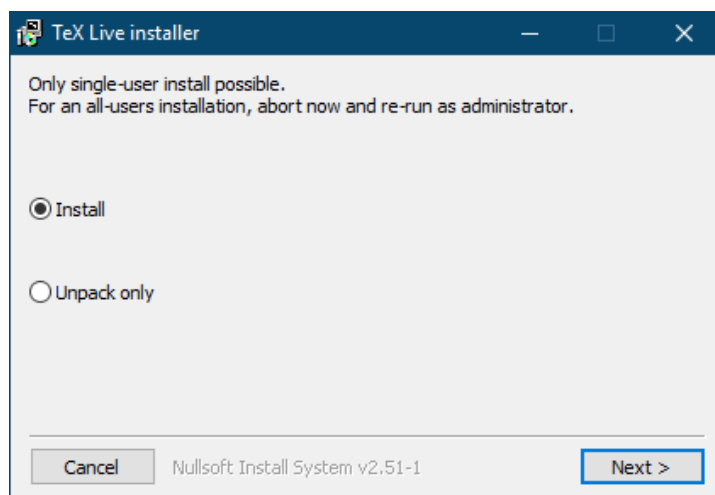 TeX Live installer
Only single-user install possible.
For an all-users installation, abort now and re-run as administrator.
Install
Unpack only
Cancel
Nullsoft Install System v2.51-1
Next >